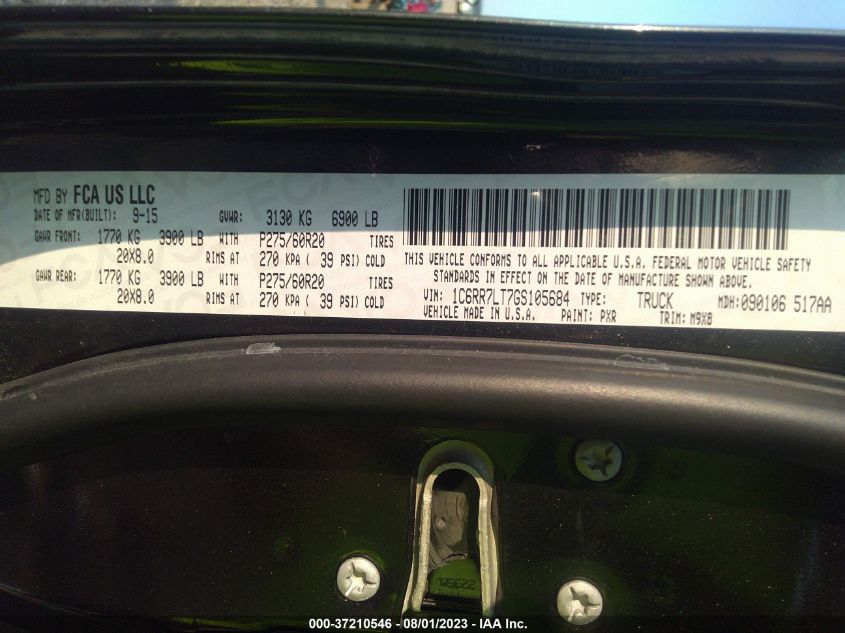 MFD BY FCA US LLC
DATE OF MFR(BUILT): 9-15 GVWR: 3130 KG 6900 LB
GAWR FRONT: 1770 KG 3900 LB WITH P275/60R20 TIRES
20X8.0 RIMS AT 270 KPA ( 39 PSI) COLD
GAWR REAR: 1770 KG 3900 LB WITH P275/60R20 TIRES
20X8.0 RIMS AT 270 KPA ( 39 PSI) COLD
THIS VEHICLE CONFORMS TO ALL APPLICABLE U.S.A. FEDERAL MOTOR VEHICLE SAFETY
STANDARDS IN EFFECT ON THE DATE OF MANUFACTURE SHOWN ABOVE.
VIN: 1C6RR7LT7GS105684 TYPE: TRUCK MDH:090106 517AA
VEHICLE MADE IN U.S.A. PAINT: PXR TRIM: M9X8
000-37210546 - 08/01/2023 - IAA Inc.